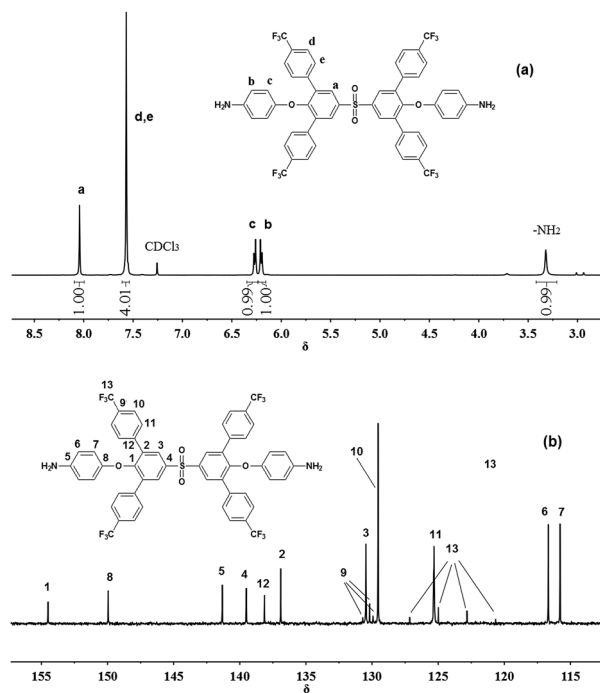 CF₃
CF₃
d
e
(a)
b
c
a
H₂N
O
O
S
O
O
NH₂
F₃C
CF₃
d,e
a
c
b
-NH₂
CDCl₃
1.00
4.01
0.99
1.00
0.99
8.5 8.0 7.5 7.0 6.5 6.0 5.5 5.0 4.5 4.0 3.5 3.0
δ
13
F₃C
9
10
CF₃
11
(b)
6
7
12
2
3
H₂N
5
8
O
1
4
O
S
O
O
NH₂
F₃C
CF₃
10
13
6
7
3
11
13
2
5
4
12
9
8
1
155 150 145 140 135 130 125 120 115
δ